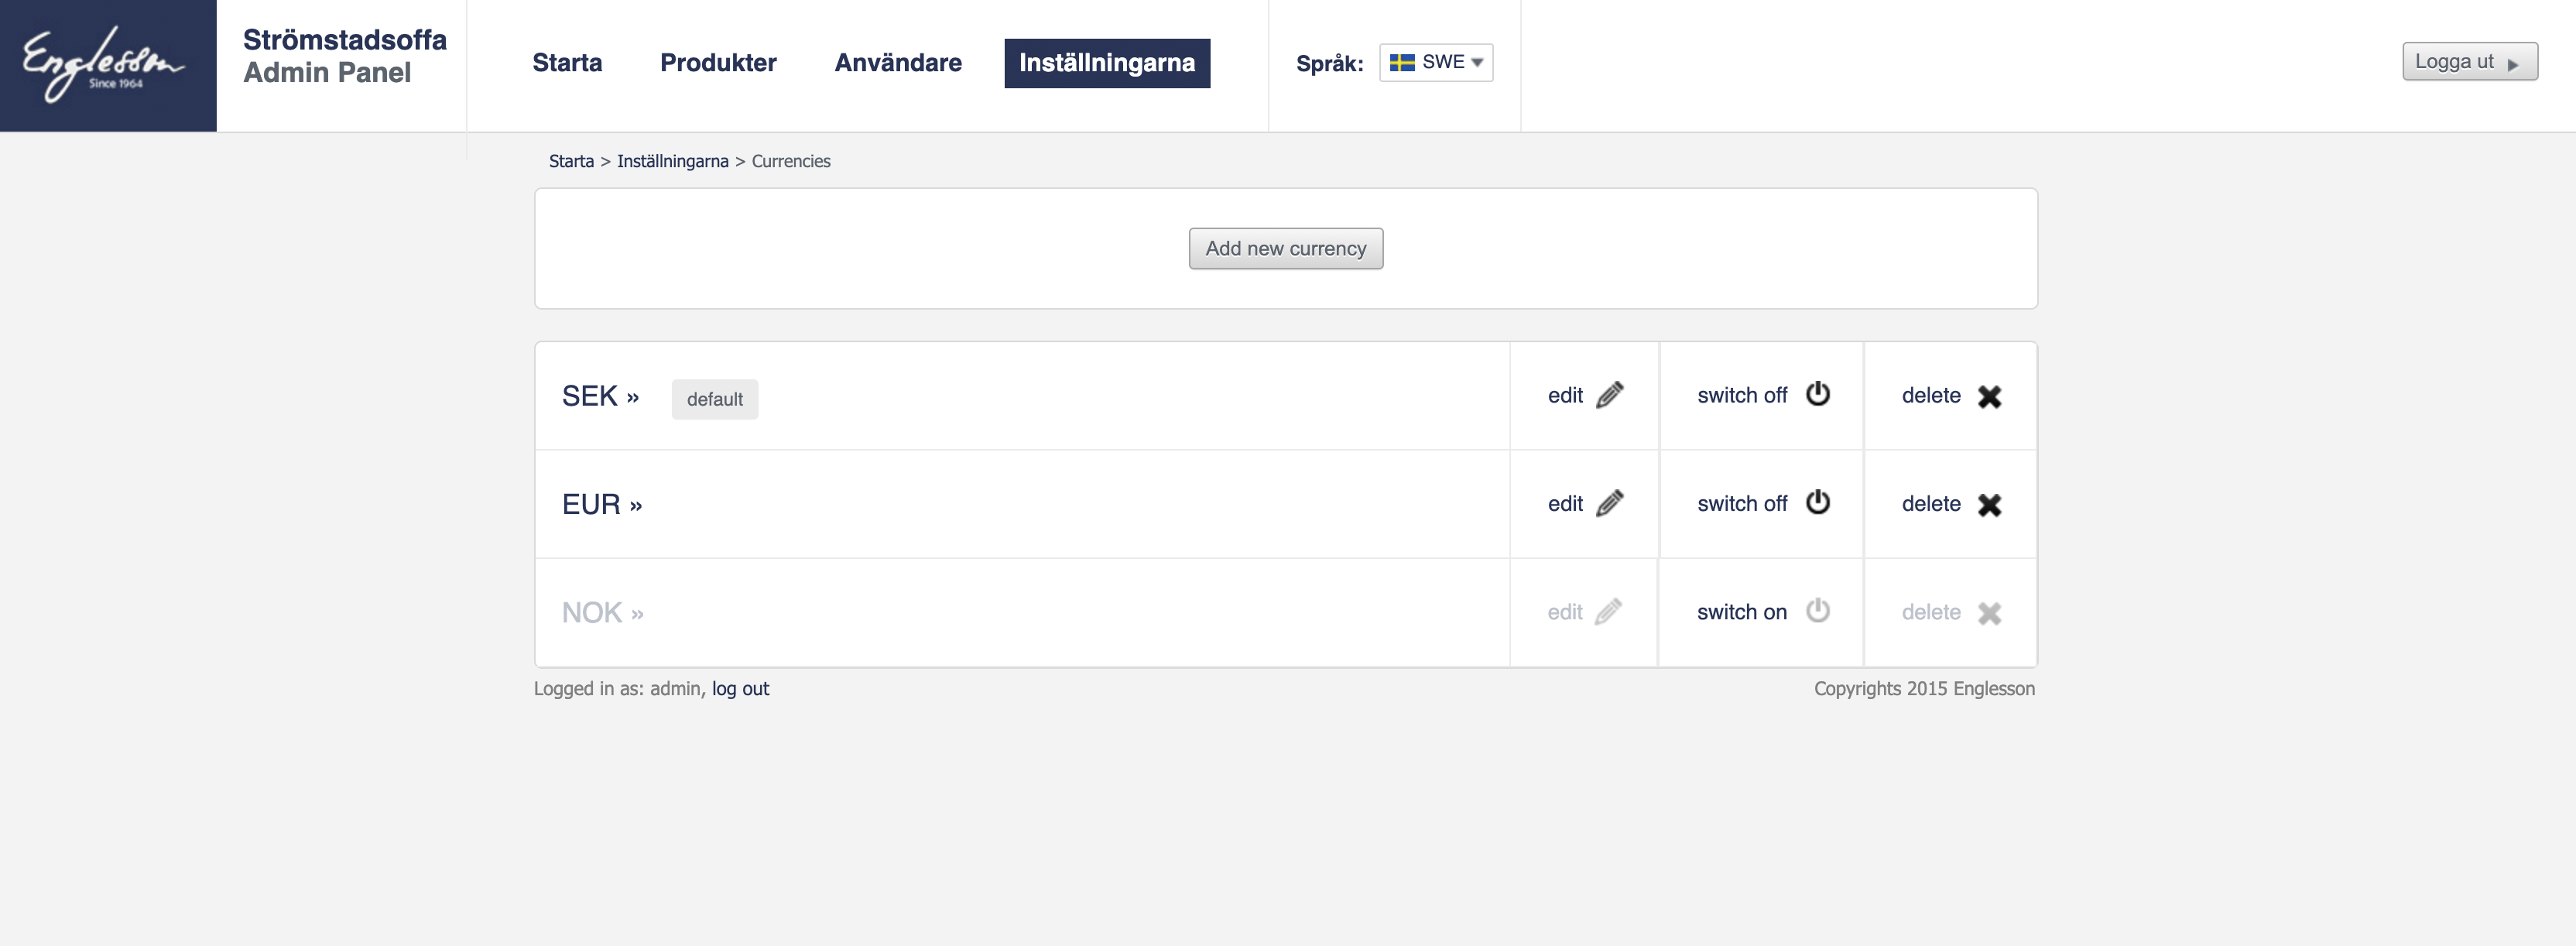 Englesson
Since 1964
Strömstadsoffa
Admin Panel
Starta
Produkter
Användare
Inställningarna
Språk:
SWE
Logga ut
Starta > Inställningarna > Currencies
Add new currency
SEK » default edit switch off delete
EUR » edit switch off delete
NOK » edit switch on delete
Logged in as: admin, log out
Copyrights 2015 Englesson